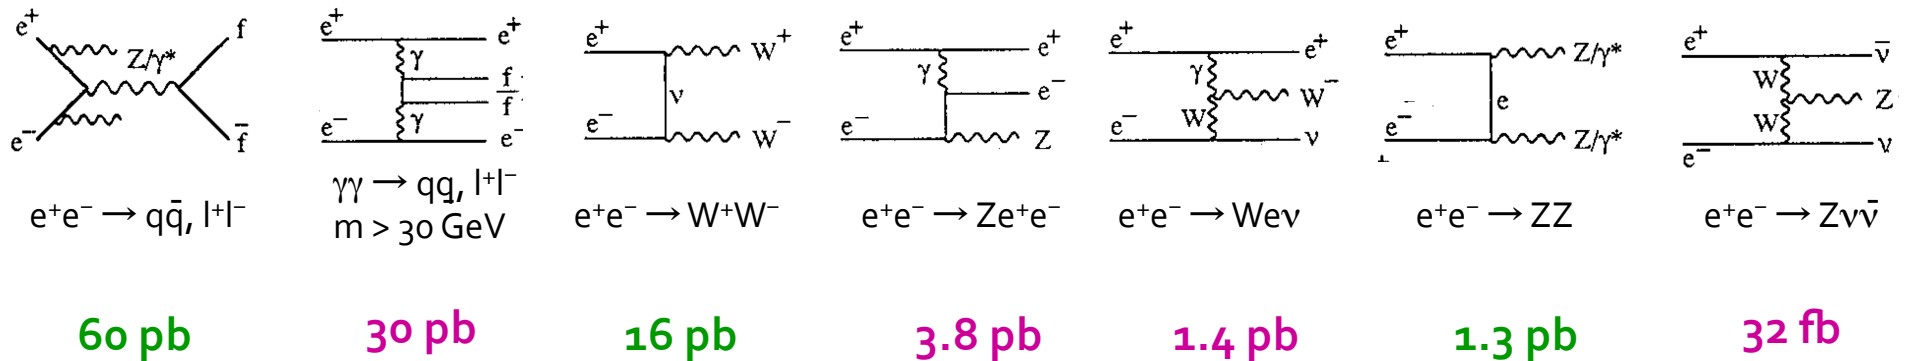 e⁺ Z/γ* f
e⁻ f̄
e⁺ e⁺
γ
f
f̄
γ
e⁻ e⁻
e⁺ W⁺
ν
e⁻ W⁻
e⁺ e⁺
γ
e⁻
e⁻ Z
e⁺ e⁺
γ
W⁻
W
e⁻ ν
e⁺ Z/γ*
e
e⁻ Z/γ*
e⁺ ν̄
W
Z
W
e⁻ ν
e⁺e⁻ → qq̄, l⁺l⁻
γγ → qq̄, l⁺l⁻
m > 30 GeV
e⁺e⁻ → W⁺W⁻
e⁺e⁻ → Ze⁺e⁻
e⁺e⁻ → Weν
e⁺e⁻ → ZZ
e⁺e⁻ → Zνν̄
60 pb
30 pb
16 pb
3.8 pb
1.4 pb
1.3 pb
32 fb